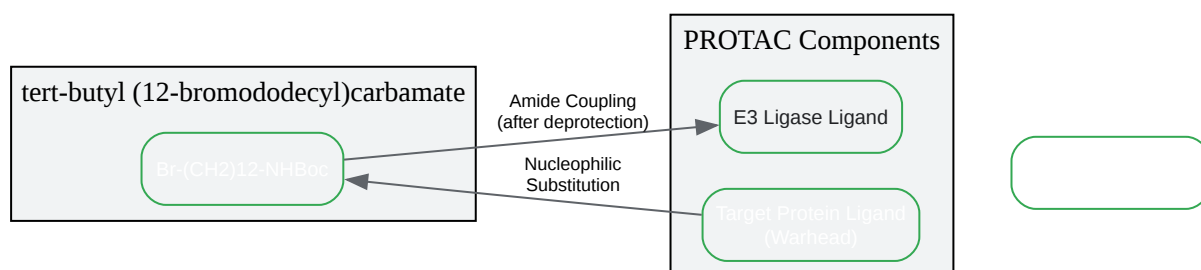 PROTAC Components
tert-butyl (12-bromododecyl)carbamate
Br-(CH2)12-NHBoc
Amide Coupling
(after deprotection)
Nucleophilic
Substitution
E3 Ligase Ligand
Target Protein Ligand
(Warhead)